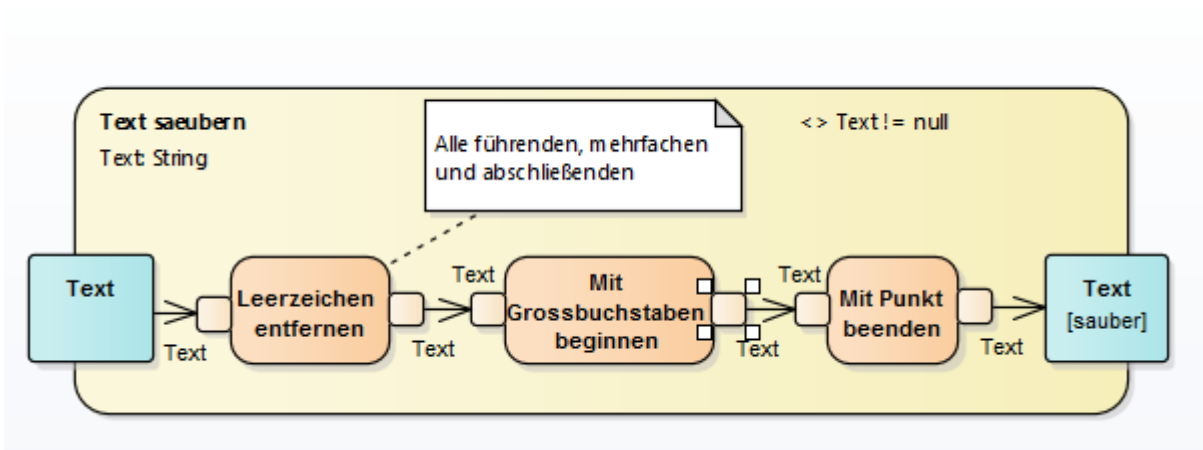 Text saeubern
Text: String
Alle führenden, mehrfachen
und abschließenden
<> Text != null
Text
Text
Leerzeichen
entfernen
Text
Text
Mit
Grossbuchstaben
beginnen
Text
Text
Mit Punkt
beenden
Text
Text
[sauber]